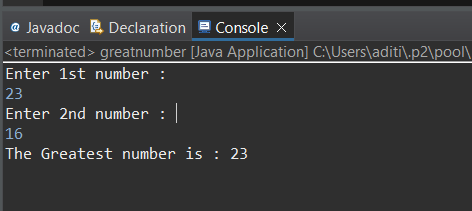 Javadoc Declaration Console
<terminated> greatnumber [Java Application] C:\Users\aditi\.p2\pool\
Enter 1st number :
23
Enter 2nd number :
16
The Greatest number is : 23